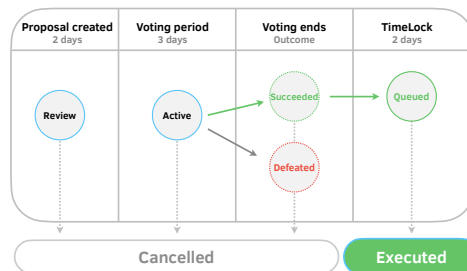 Proposal created
2 days
Voting period
3 days
Voting ends
Outcome
TimeLock
2 days
Review
Active
Succeeded
Queued
Defeated
Cancelled
Executed